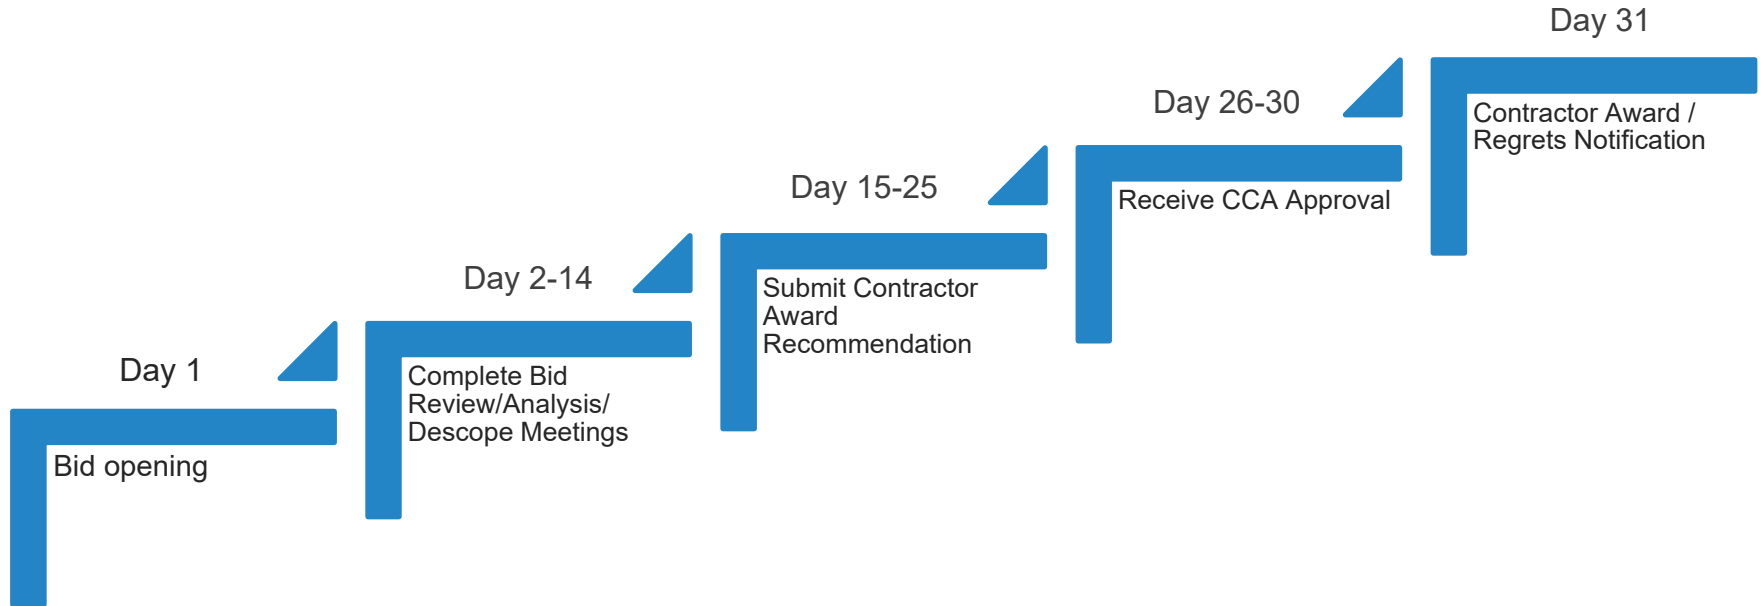 Day 1
Bid opening
Day 2-14
Complete Bid
Review/Analysis/
Descope Meetings
Day 15-25
Submit Contractor
Award
Recommendation
Day 26-30
Receive CCA Approval
Day 31
Contractor Award /
Regrets Notification